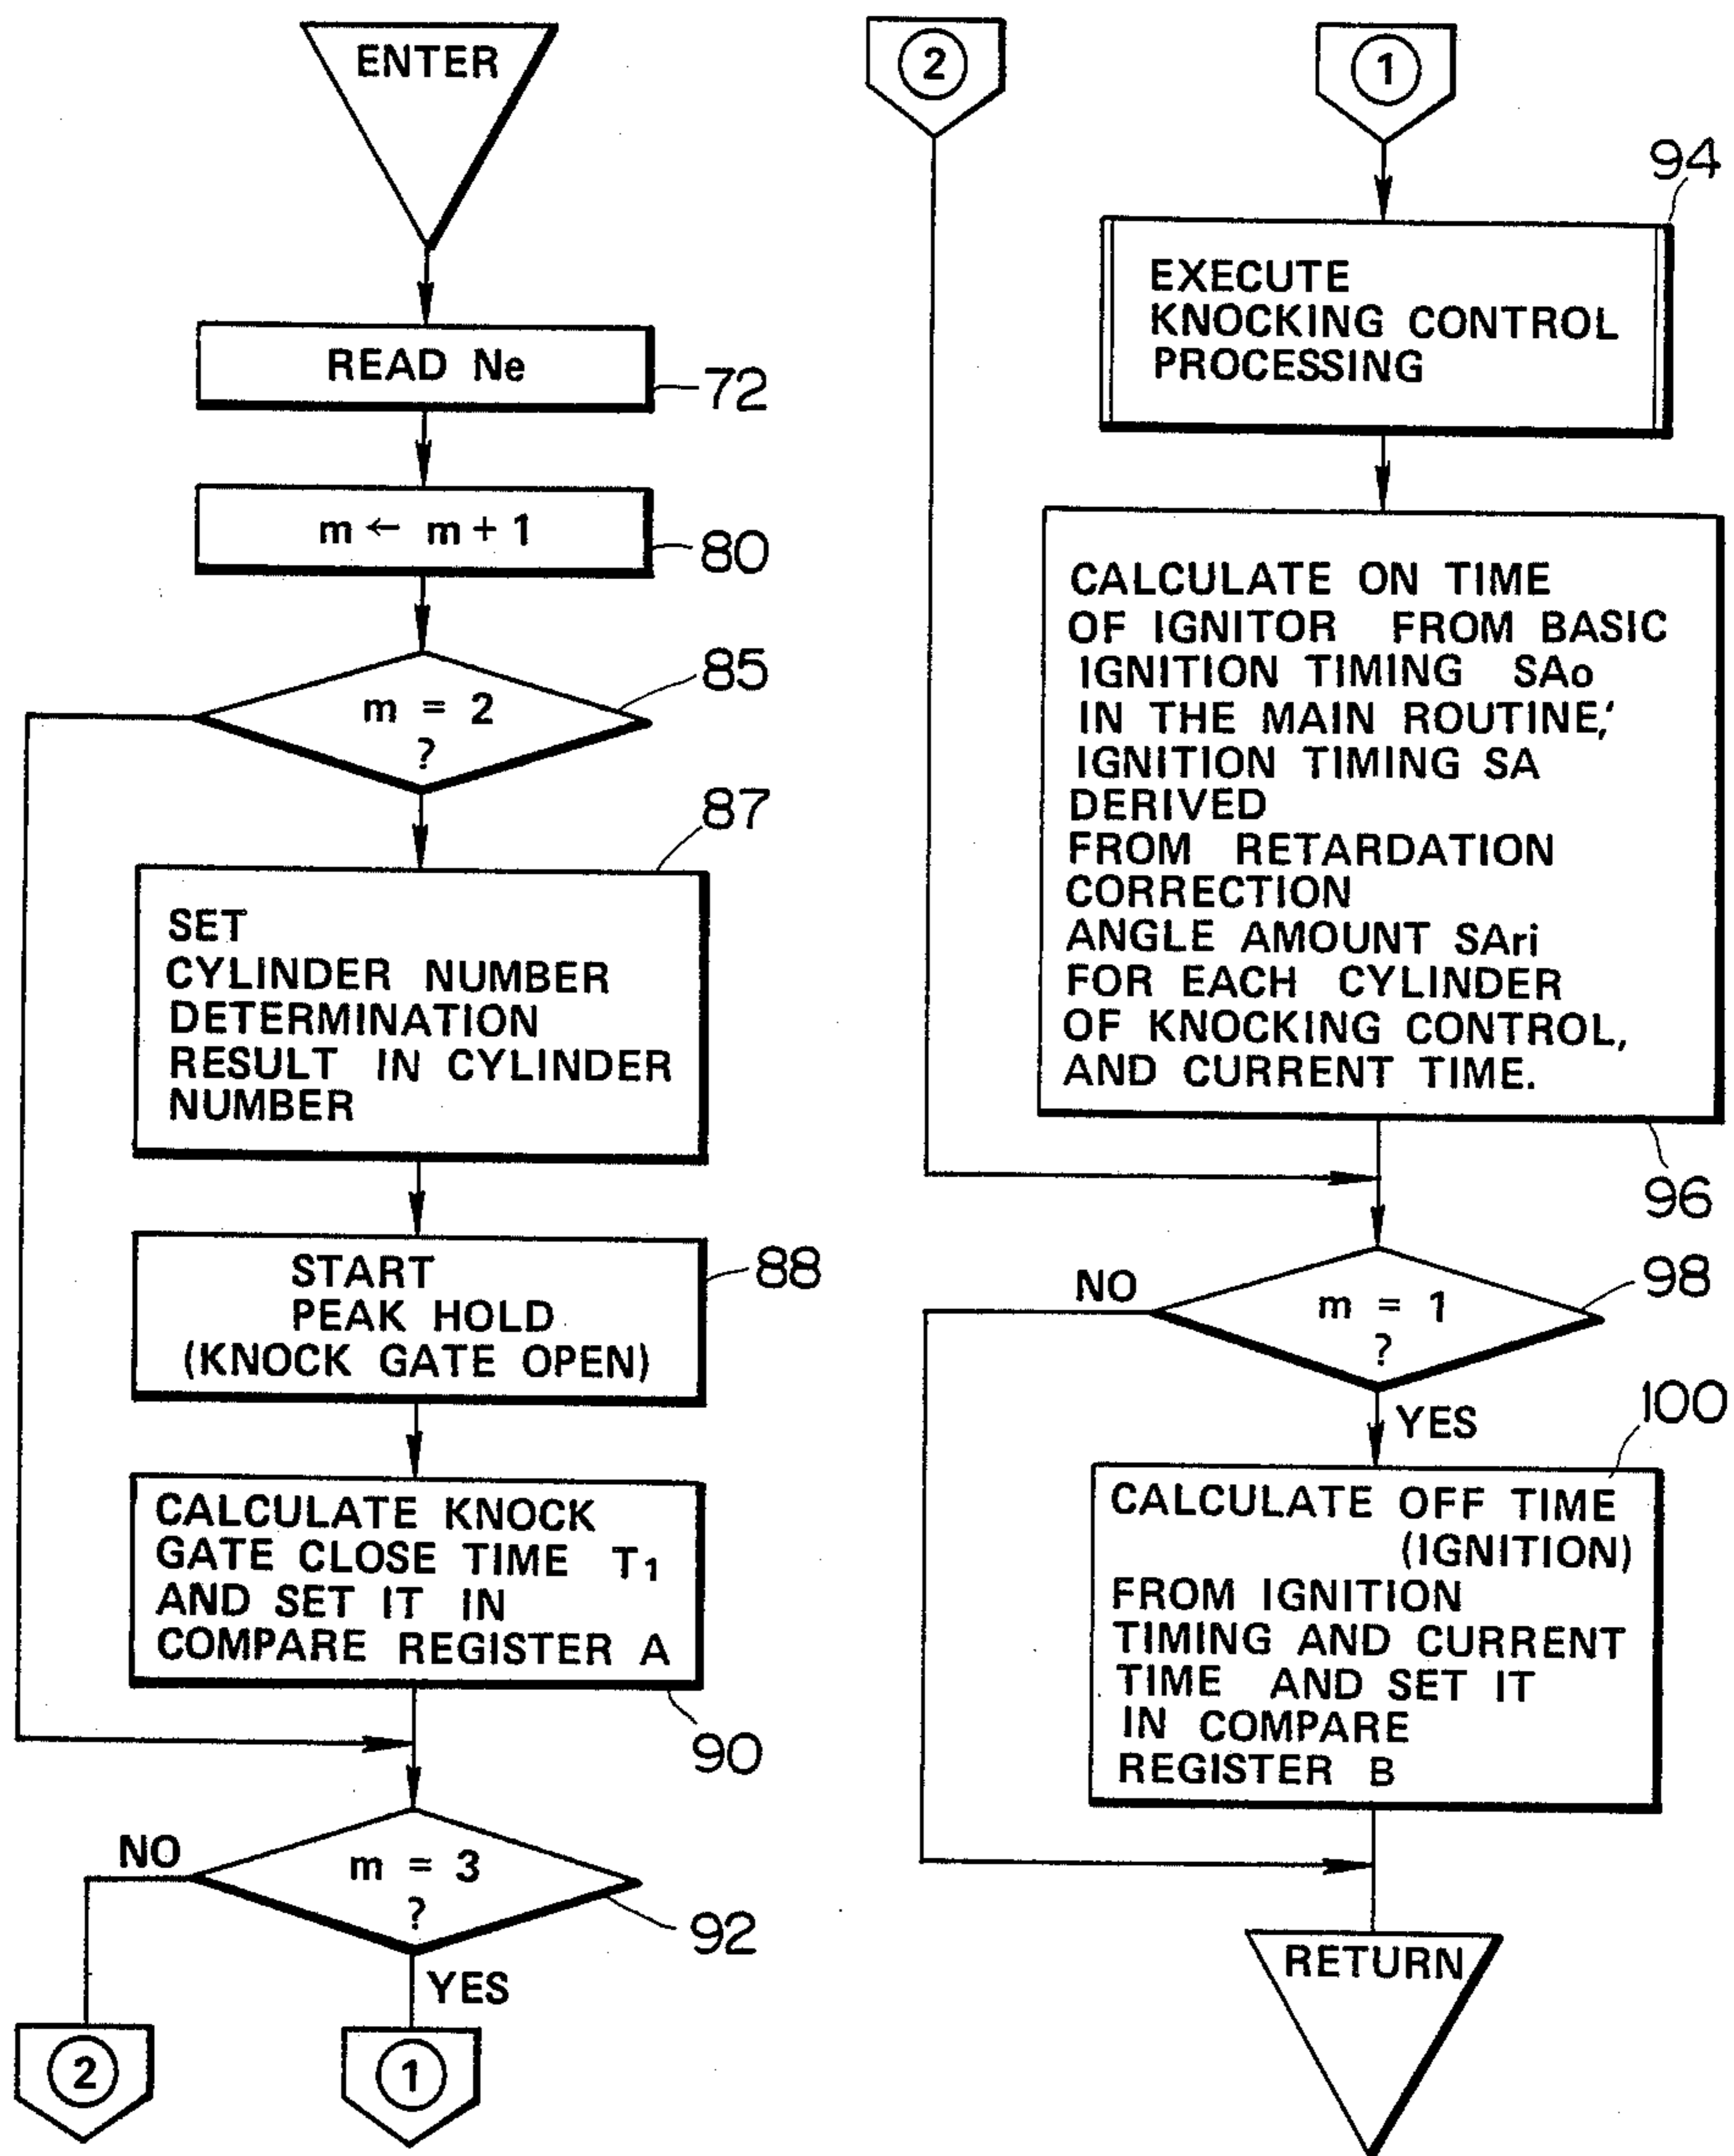 ENTER
READ Ne
72
m ← m + 1
80
m = 2
?
85
87
SET
CYLINDER NUMBER
DETERMINATION
RESULT IN CYLINDER
NUMBER
START
PEAK HOLD
(KNOCK GATE OPEN)
88
CALCULATE KNOCK
GATE CLOSE TIME T1
AND SET IT IN
COMPARE REGISTER A
90
NO
m = 3
?
92
YES
2
1
2
1
94
EXECUTE
KNOCKING CONTROL
PROCESSING
CALCULATE ON TIME
OF IGNITOR FROM BASIC
IGNITION TIMING SAo
IN THE MAIN ROUTINE,'
IGNITION TIMING SA
DERIVED
FROM RETARDATION
CORRECTION
ANGLE AMOUNT SAri
FOR EACH CYLINDER
OF KNOCKING CONTROL,
AND CURRENT TIME.
96
NO
m = 1
?
98
YES
100
CALCULATE OFF TIME
(IGNITION)
FROM IGNITION
TIMING AND CURRENT
TIME AND SET IT
IN COMPARE
REGISTER B
RETURN